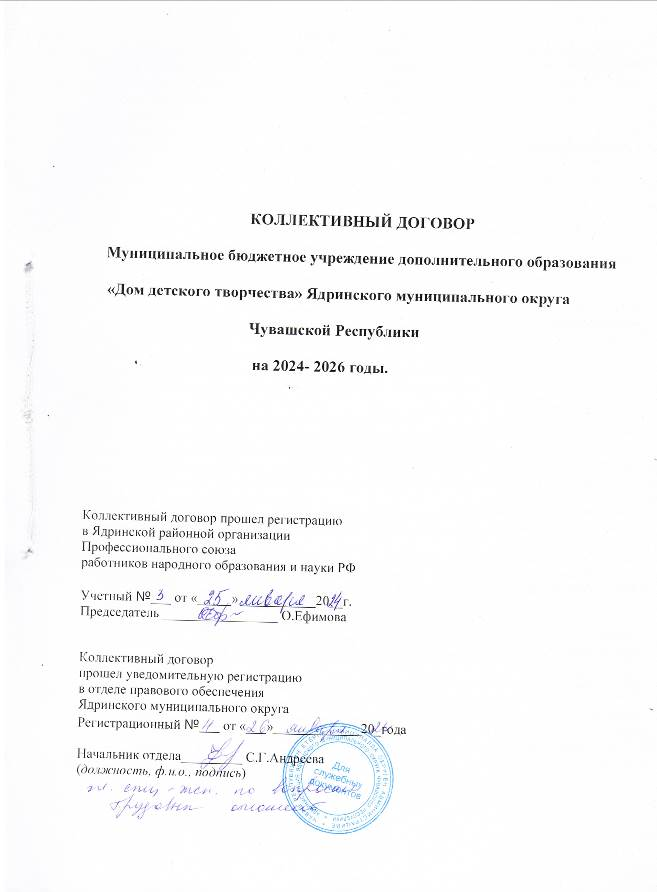 КОЛЛЕКТИВНЫЙ ДОГОВОР
Муниципальное бюджетное учреждение дополнительного образования
«Дом детского творчества» Ядринского муниципального округа
Чувашской Республики
на 2024- 2026 годы.
Коллективный договор прошел регистрацию
в Ядринской районной организации
Профессионального союза
работников народного образования и науки РФ
Учетный № 3 от « 25 » января 2024 г.
Председатель О.Ефимова
Коллективный договор
прошел уведомительную регистрацию
в отделе правового обеспечения
Ядринского муниципального округа
Регистрационный № 4 от «26» января 2024 года
Начальник отдела С.Г.Андреева
(должность, ф.и.о., подпись)
по вопросам
Для
служебных
документов